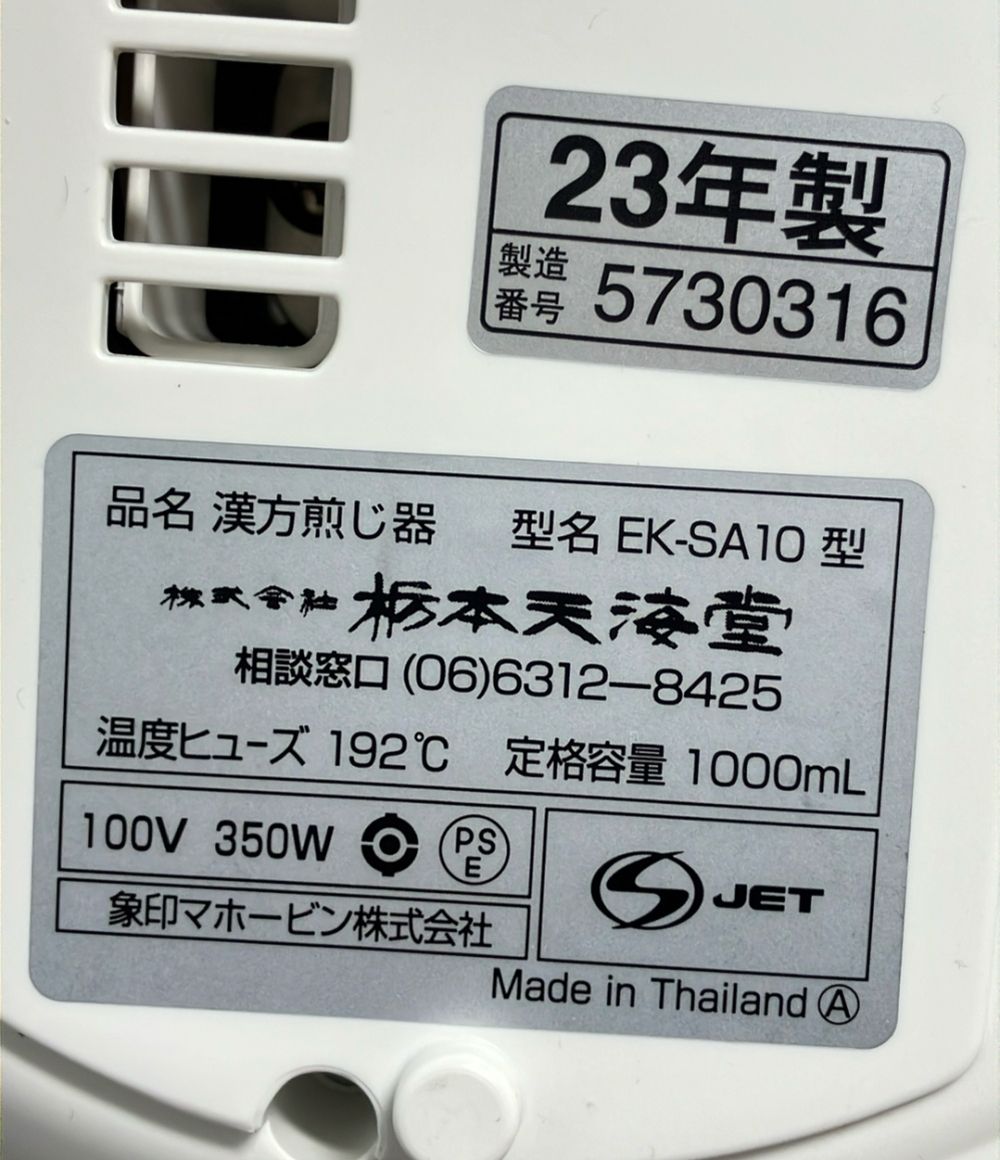 23年製
製造番号 5730316
品名 漢方煎じ器 型名 EK-SA10 型
株式会社 栃本天海堂
相談窓口 (06)6312—8425
温度ヒューズ 192℃ 定格容量 1000mL
100V 350W PSE
JET
象印マホービン株式会社
Made in Thailand Ⓐ